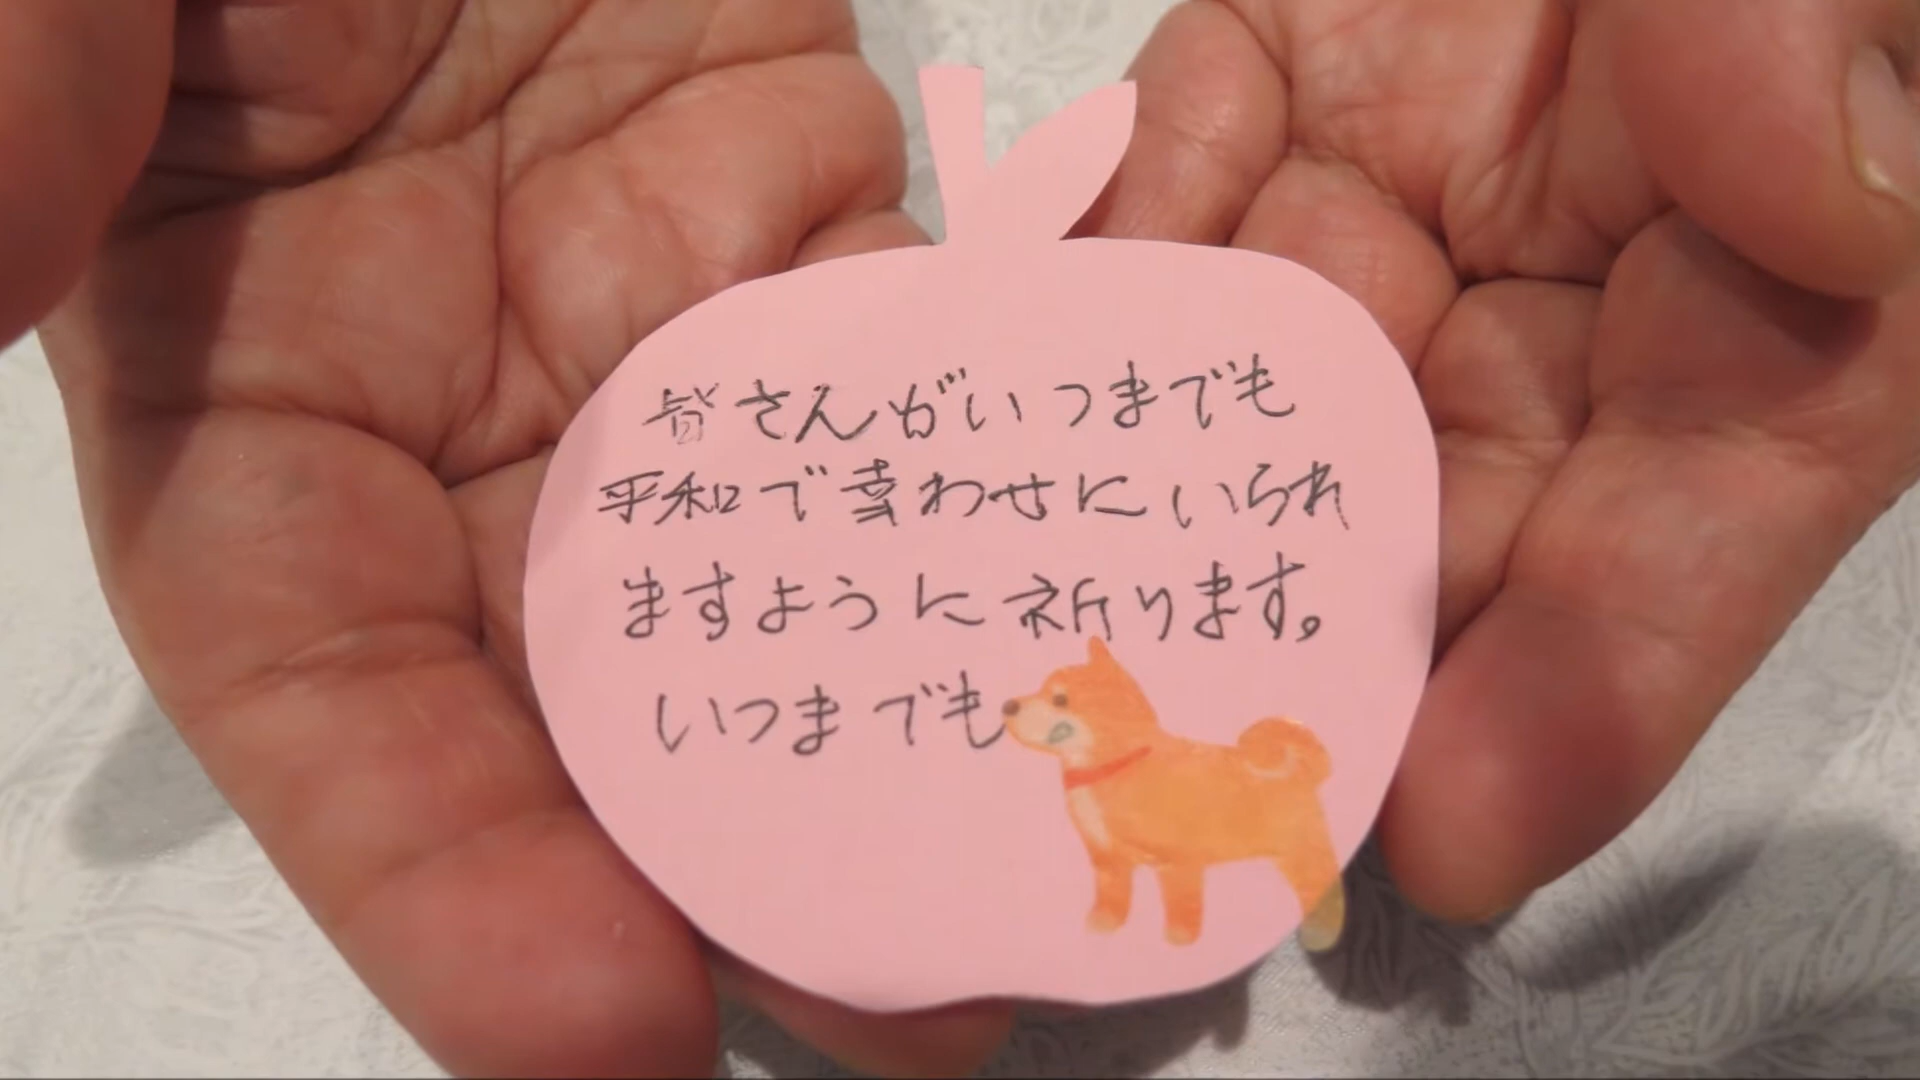 皆さんがいつまでも
平和で幸わせにいられ
ますように祈ります。
いつまでも